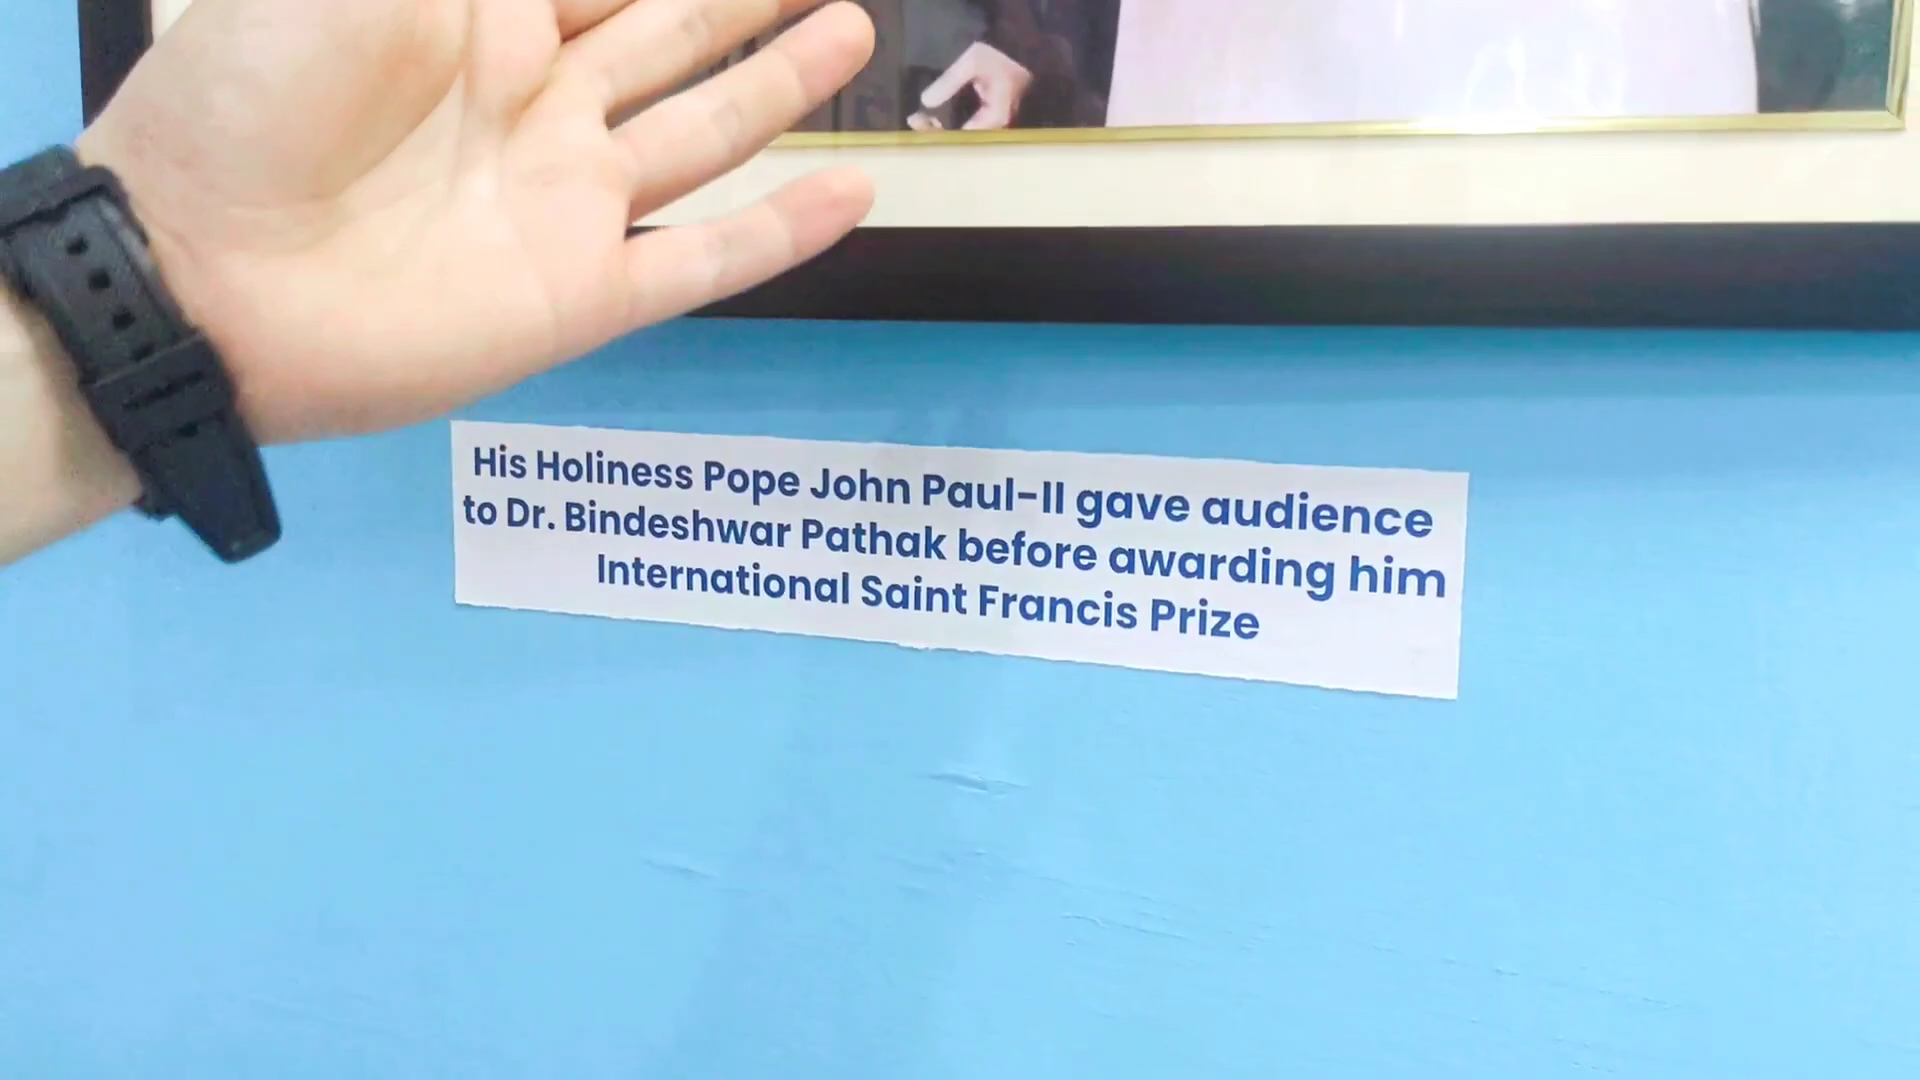 His Holiness Pope John Paul-II gave audience
to Dr. Bindeshwar Pathak before awarding him
International Saint Francis Prize